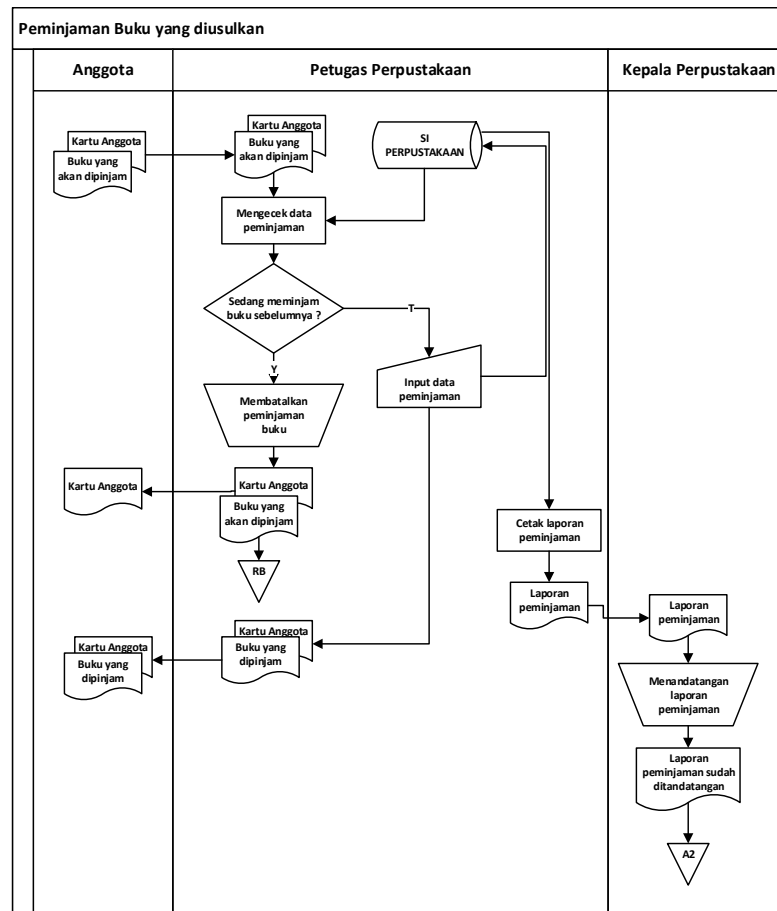 Peminjaman Buku yang diusulkan
Anggota
Petugas Perpustakaan
Kepala Perpustakaan
Kartu Anggota
Buku yang
akan dipinjam
Kartu Anggota
Buku yang
akan dipinjam
SI
PERPUSTAKAAN
Mengecek data
peminjaman
Sedang meminjam
buku sebelumnya ?
T
Y
Input data
peminjaman
Membatalkan
peminjaman
buku
Kartu Anggota
Kartu Anggota
Buku yang
akan dipinjam
RB
Cetak laporan
peminjaman
Laporan
peminjaman
Laporan
peminjaman
Kartu Anggota
Buku yang
dipinjam
Kartu Anggota
Buku yang
dipinjam
Menandatangan
laporan
peminjaman
Laporan
peminjaman sudah
ditandatangan
A2